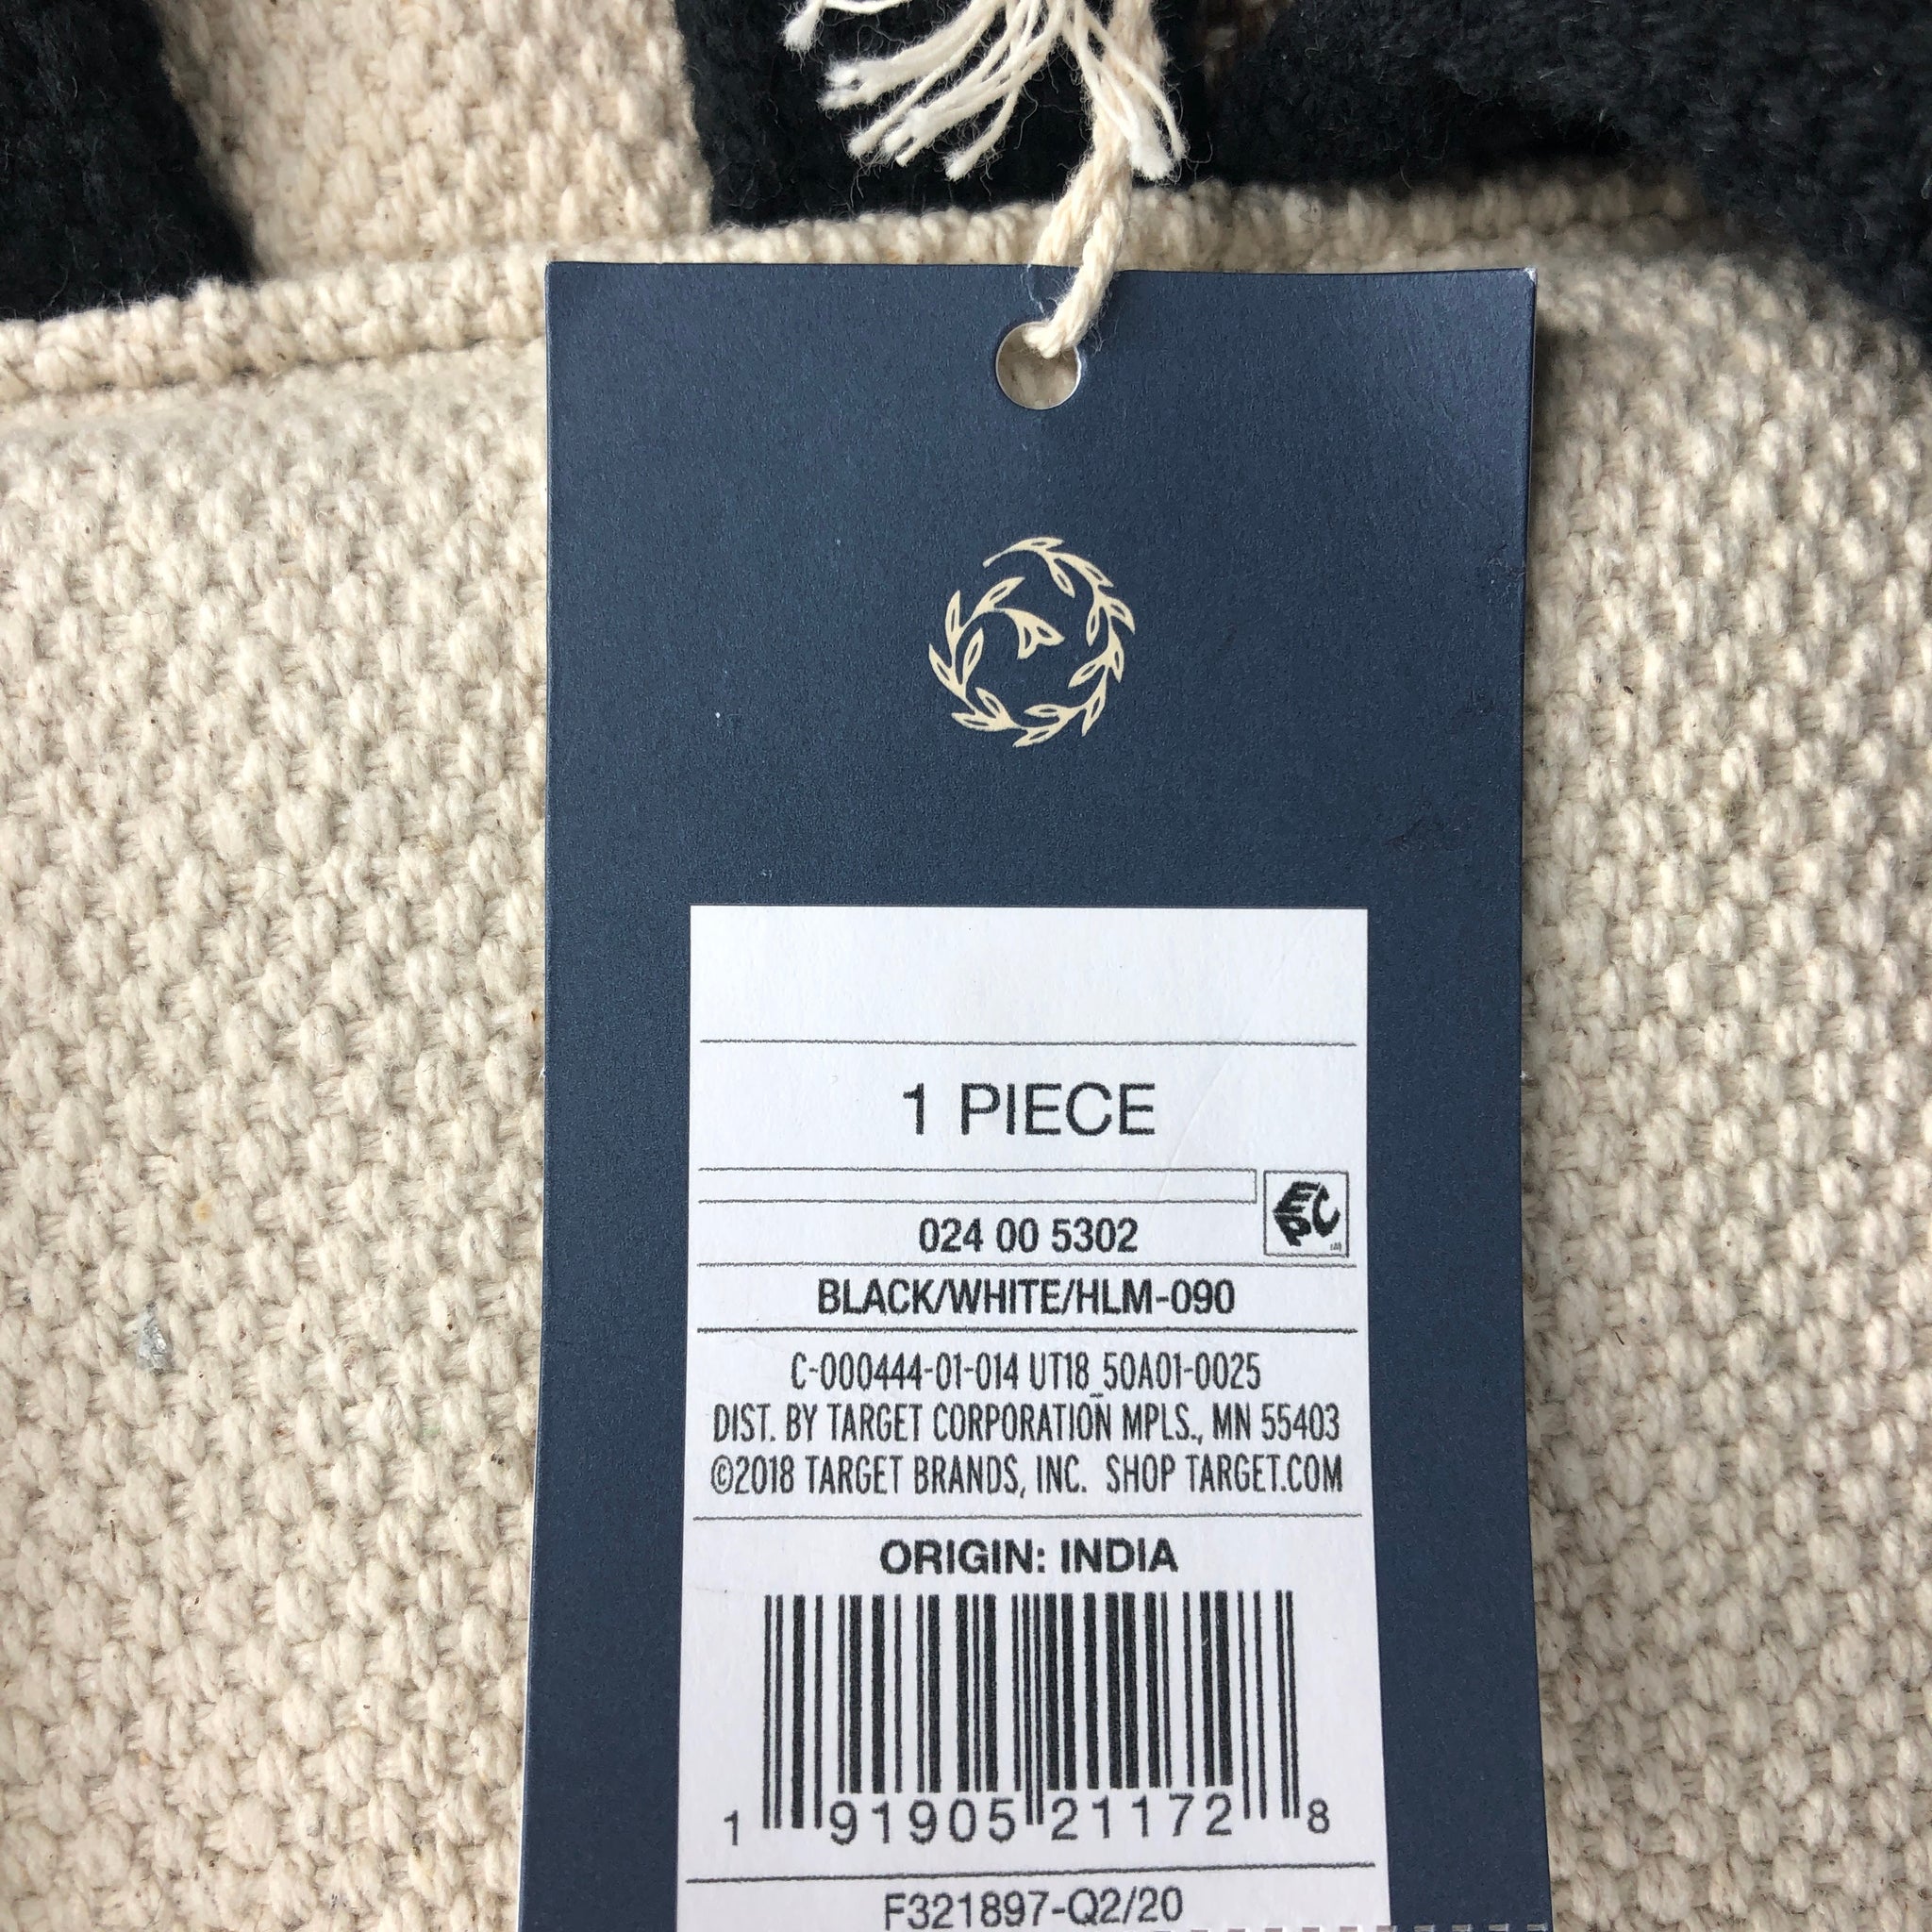 1 PIECE
EPC
024 00 5302
BLACK/WHITE/HLM-090
C-000444-01-014 UT18_50A01-0025
DIST. BY TARGET CORPORATION MPLS., MN 55403
©2018 TARGET BRANDS, INC. SHOP TARGET.COM
ORIGIN: INDIA
1 91905 21172 8
F321897-Q2/20